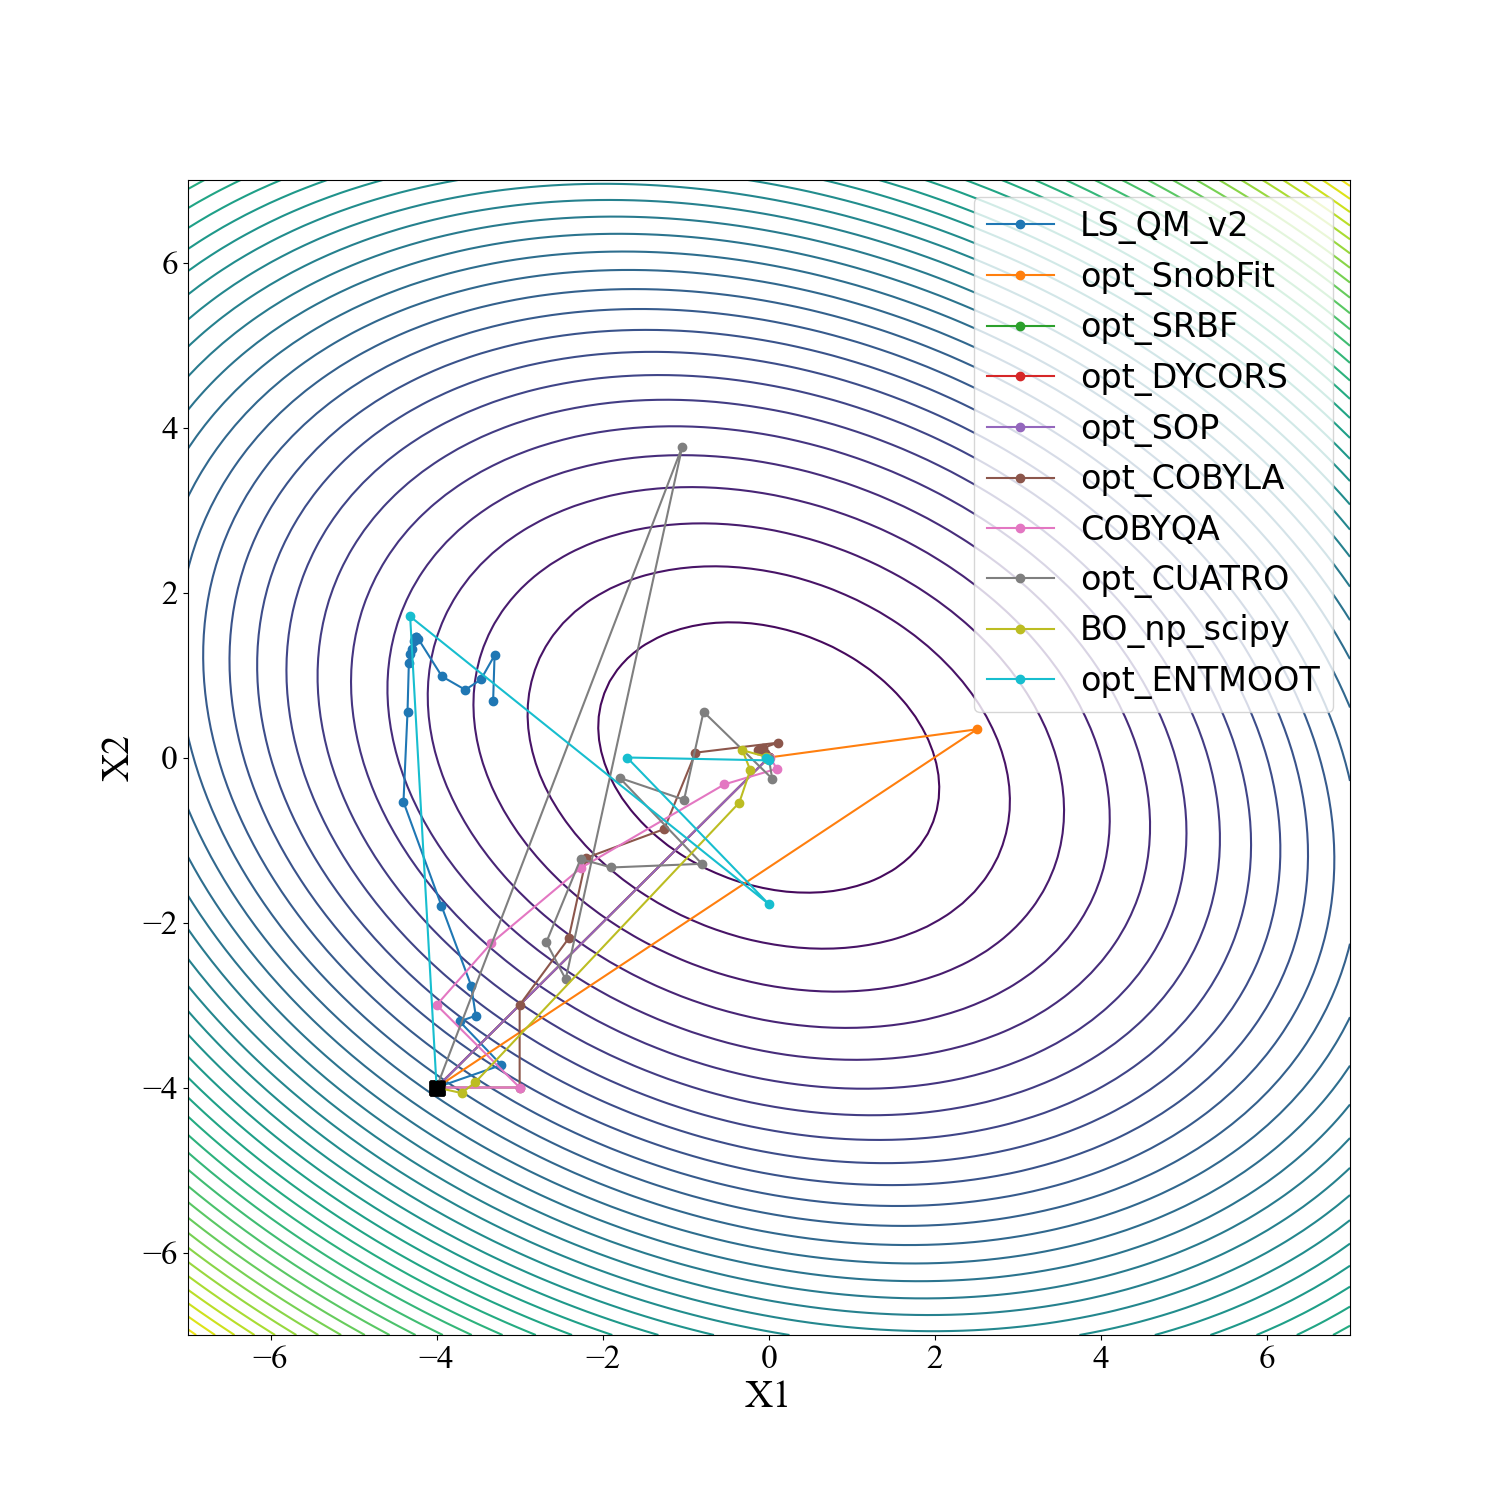 LS_QM_v2
opt_SnobFit
opt_SRBF
opt_DYCORS
opt_SOP
opt_COBYLA
COBYQA
opt_CUATRO
BO_np_scipy
opt_ENTMOOT
6
4
2
0
−2
−4
−6
X2
−6 −4 −2 0 2 4 6
X1